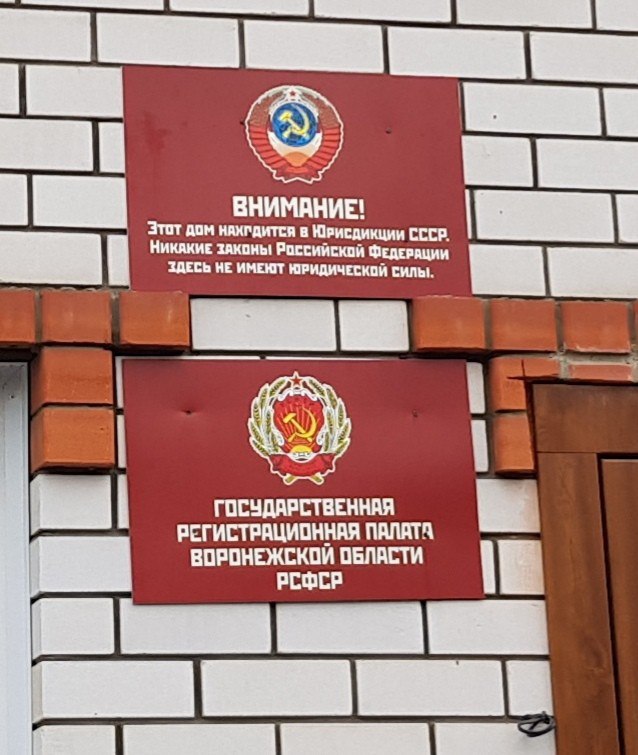 ВНИМАНИЕ!
Этот дом нахгдится в Юрисдикции СССР.
Никакие законы Российской Федерации
здесь не имеют юридической силы.
ГОСУДАРСТВЕННАЯ
РЕГИСТРАЦИОННАЯ ПАЛАТА
ВОРОНЕЖСКОЙ ОБЛАСТИ
РСФСР